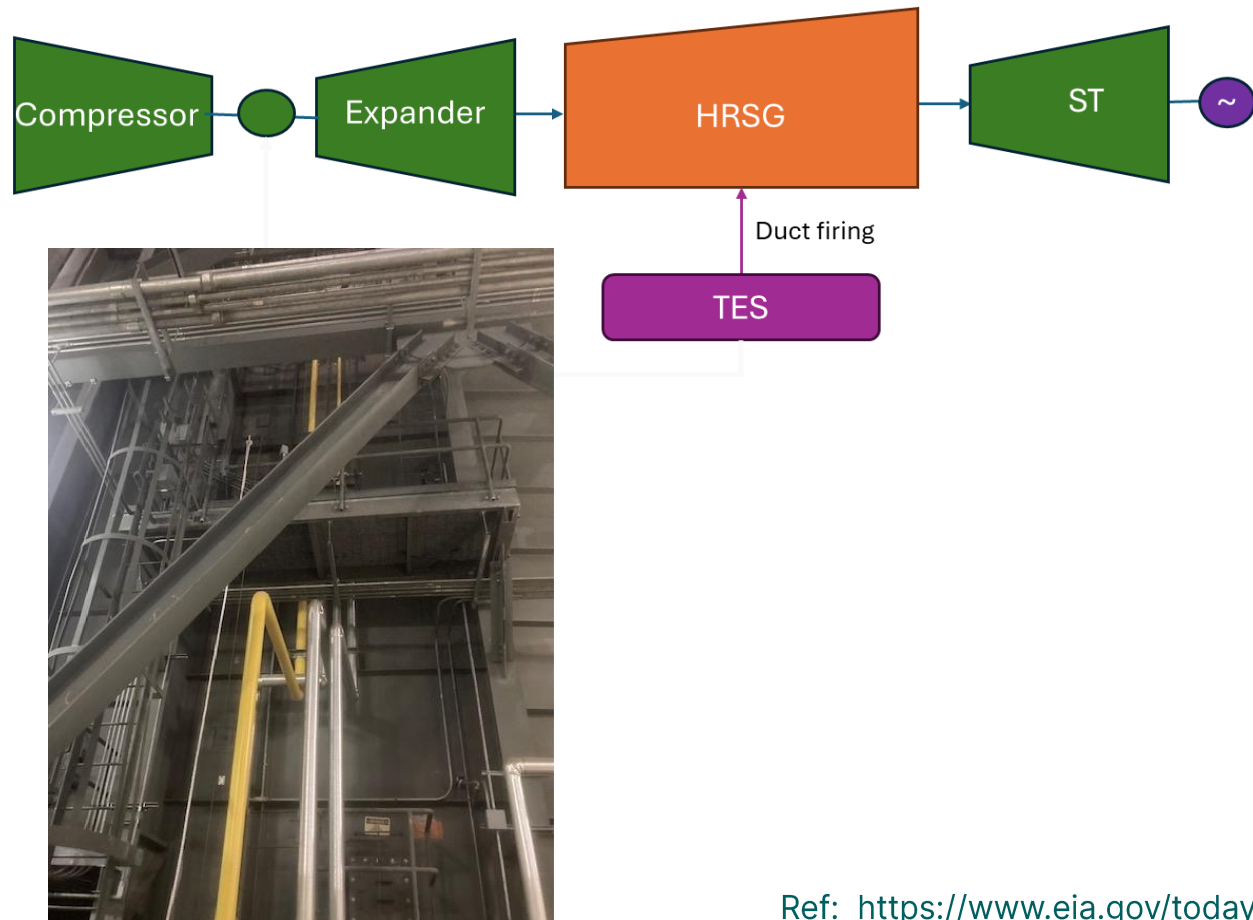 Compressor
Expander
HRSG
ST
~
Duct firing
TES
Ref: https://www.eia.gov/today